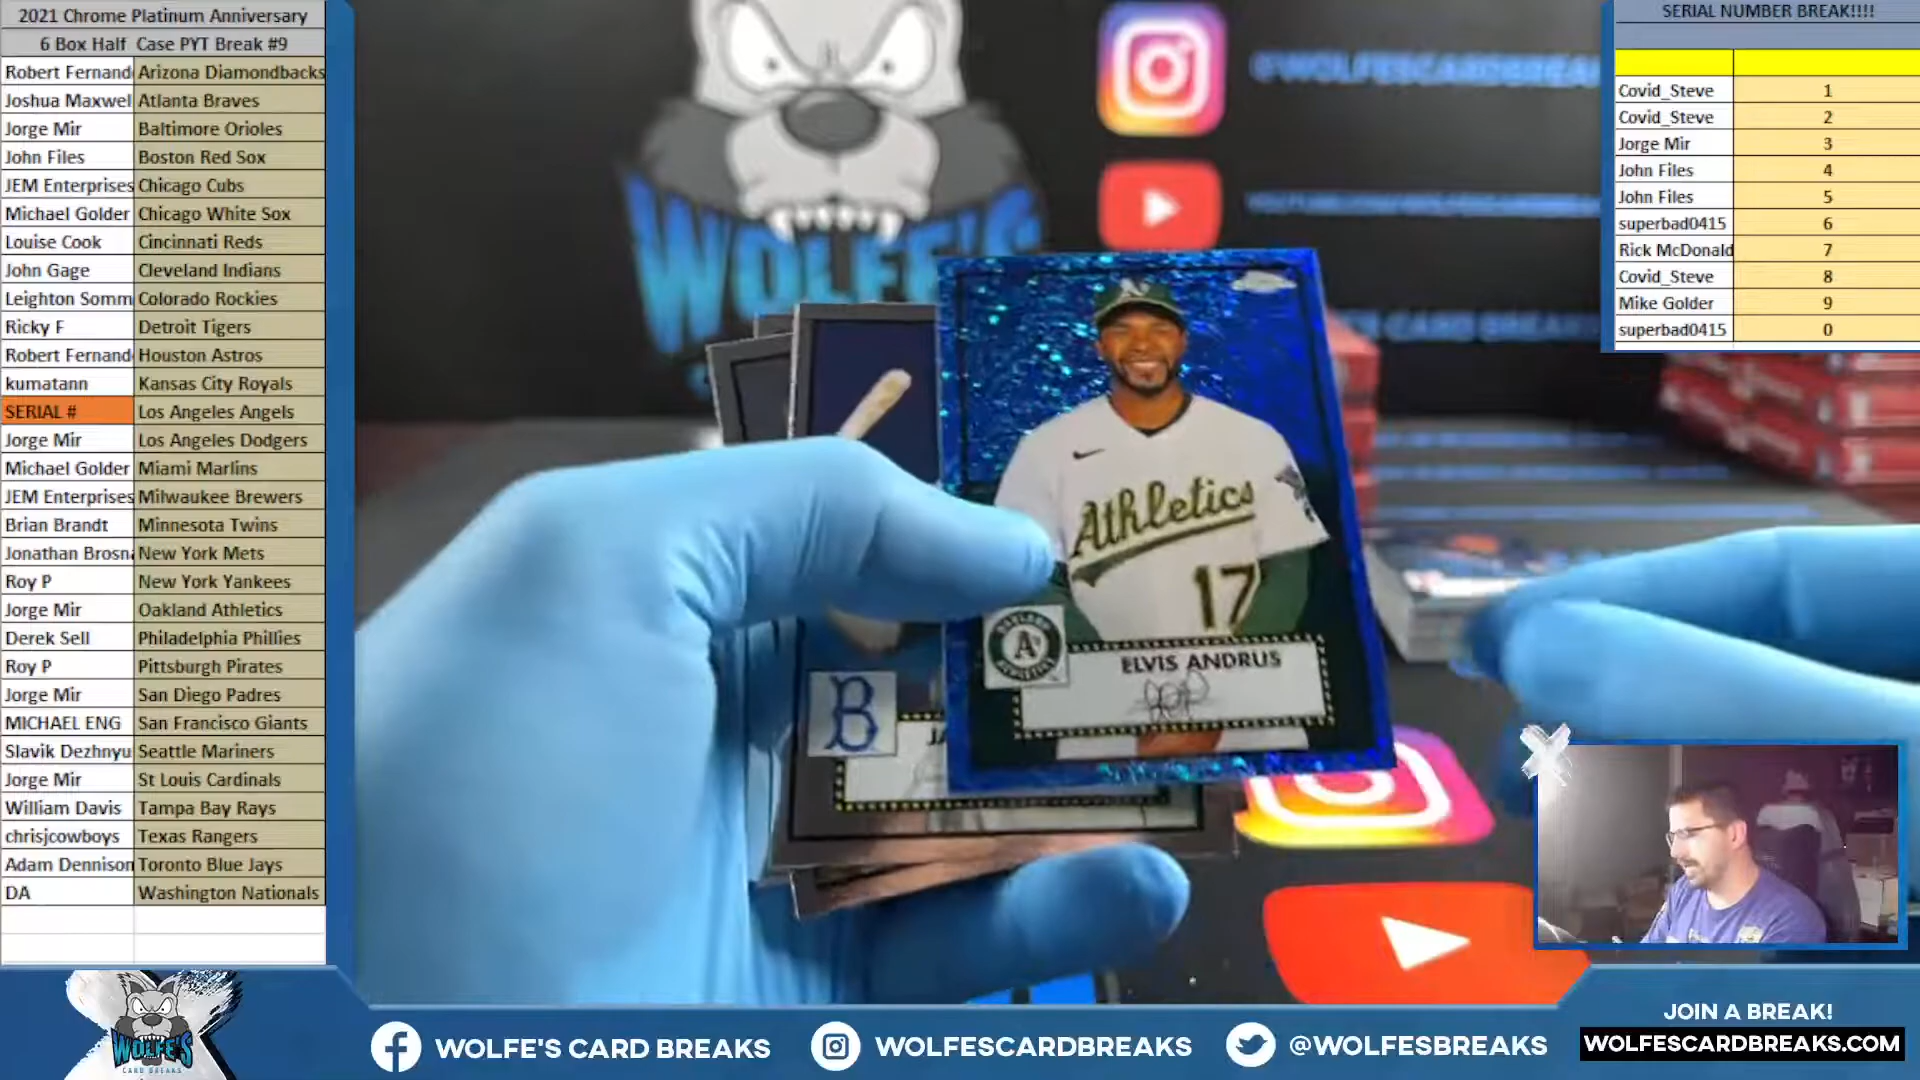 2021 Chrome Platinum Anniversary
6 Box Half Case PYT Break #9
Robert Fernand Arizona Diamondbacks
Joshua Maxwel Atlanta Braves
Jorge Mir Baltimore Orioles
John Files Boston Red Sox
JEM Enterprises Chicago Cubs
Michael Golder Chicago White Sox
Louise Cook Cincinnati Reds
John Gage Cleveland Indians
Leighton Somm Colorado Rockies
Ricky F Detroit Tigers
Robert Fernand Houston Astros
kumatann Kansas City Royals
SERIAL # Los Angeles Angels
Jorge Mir Los Angeles Dodgers
Michael Golder Miami Marlins
JEM Enterprises Milwaukee Brewers
Brian Brandt Minnesota Twins
Jonathan Brosna New York Mets
Roy P New York Yankees
Jorge Mir Oakland Athletics
Derek Sell Philadelphia Phillies
Roy P Pittsburgh Pirates
Jorge Mir San Diego Padres
MICHAEL ENG San Francisco Giants
Slavik Dezhnyu Seattle Mariners
Jorge Mir St Louis Cardinals
William Davis Tampa Bay Rays
chrisjcowboys Texas Rangers
Adam Dennison Toronto Blue Jays
DA Washington Nationals
SERIAL NUMBER BREAK!!!!
Covid_Steve 1
Covid_Steve 2
Jorge Mir 3
John Files 4
John Files 5
superbad0415 6
Rick McDonald 7
Covid_Steve 8
Mike Golder 9
superbad0415 0
@WOLFESCARDBREA
WOLFE'S
CARD BREAKS
Athletics
17
A's
ELVIS ANDRUS
B
JA
WOLFE'S
CARD BREAKS
WOLFE'S CARD BREAKS
WOLFESCARDBREAKS
@WOLFESBREAKS
JOIN A BREAK!
WOLFESCARDBREAKS.COM